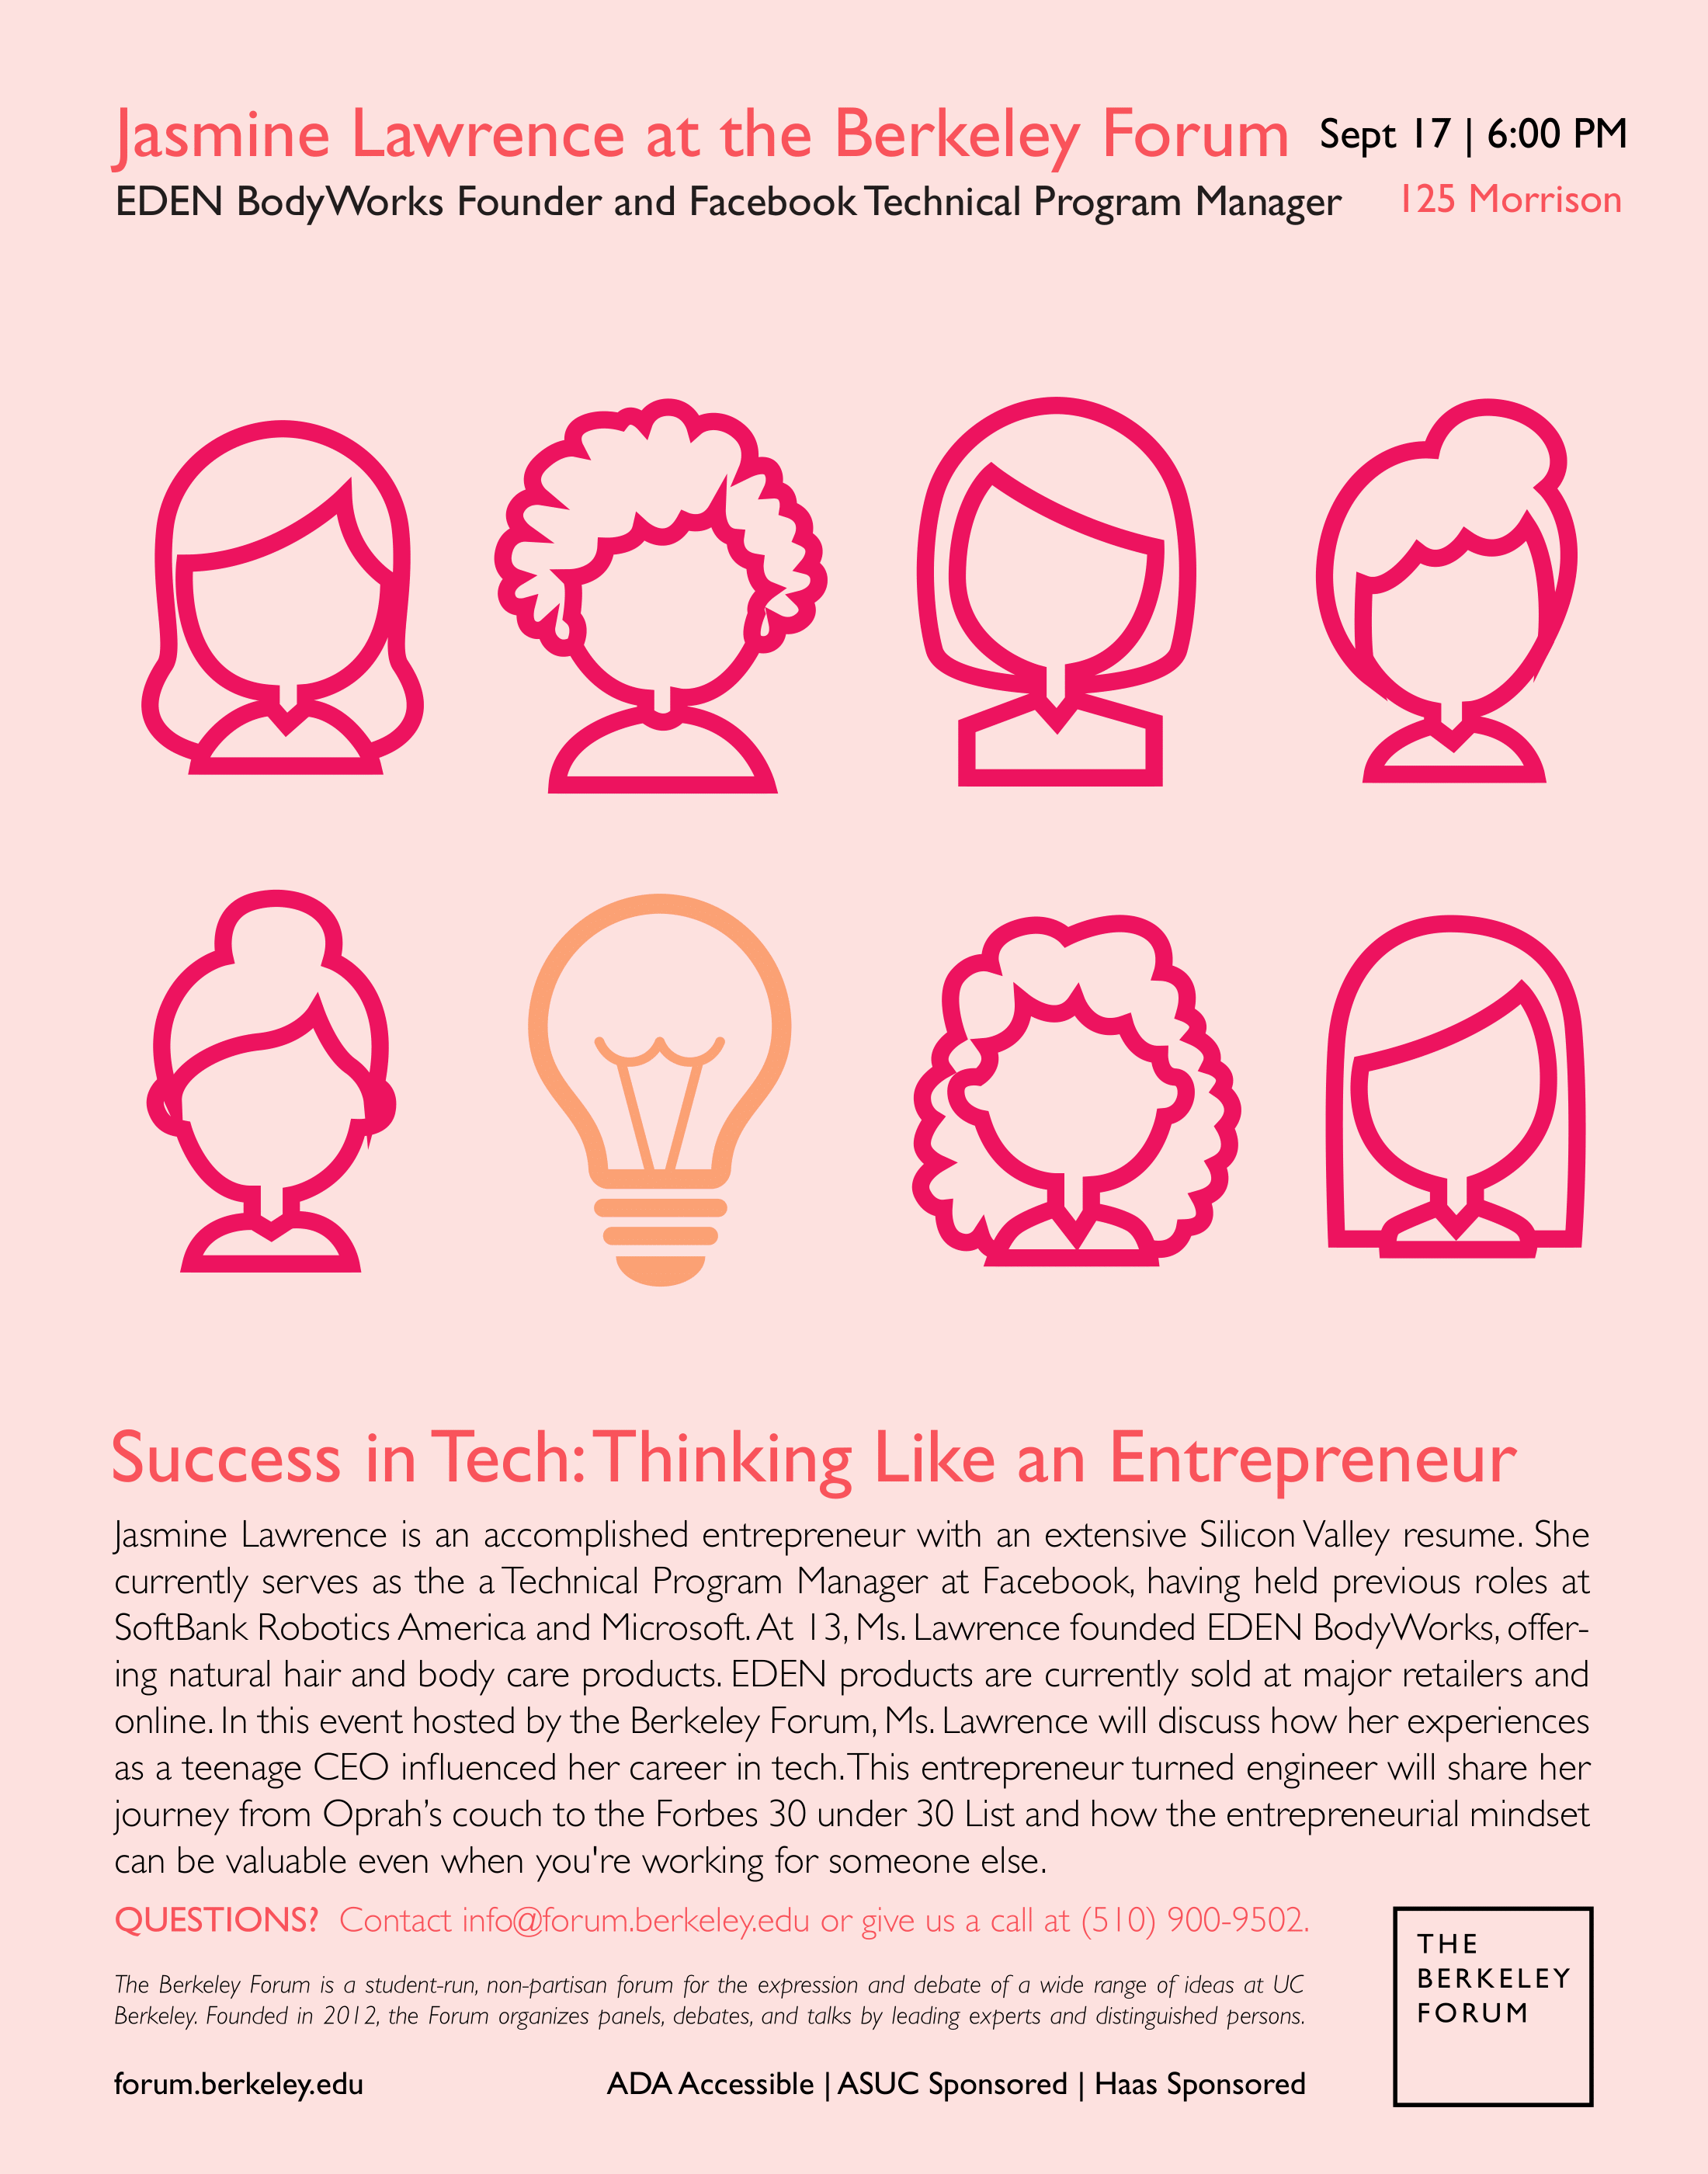 Jasmine Lawrence at the Berkeley Forum
Sept 17 | 6:00 PM
EDEN BodyWorks Founder and Facebook Technical Program Manager
125 Morrison
Success in Tech: Thinking Like an Entrepreneur
Jasmine Lawrence is an accomplished entrepreneur with an extensive Silicon Valley resume. She
currently serves as the a Technical Program Manager at Facebook, having held previous roles at
SoftBank Robotics America and Microsoft. At 13, Ms. Lawrence founded EDEN BodyWorks, offer-
ing natural hair and body care products. EDEN products are currently sold at major retailers and
online. In this event hosted by the Berkeley Forum, Ms. Lawrence will discuss how her experiences
as a teenage CEO influenced her career in tech. This entrepreneur turned engineer will share her
journey from Oprah’s couch to the Forbes 30 under 30 List and how the entrepreneurial mindset
can be valuable even when you're working for someone else.
QUESTIONS? Contact info@forum.berkeley.edu or give us a call at (510) 900-9502.
The Berkeley Forum is a student-run, non-partisan forum for the expression and debate of a wide range of ideas at UC
Berkeley. Founded in 2012, the Forum organizes panels, debates, and talks by leading experts and distinguished persons.
forum.berkeley.edu
ADA Accessible | ASUC Sponsored | Haas Sponsored
THE
BERKELEY
FORUM